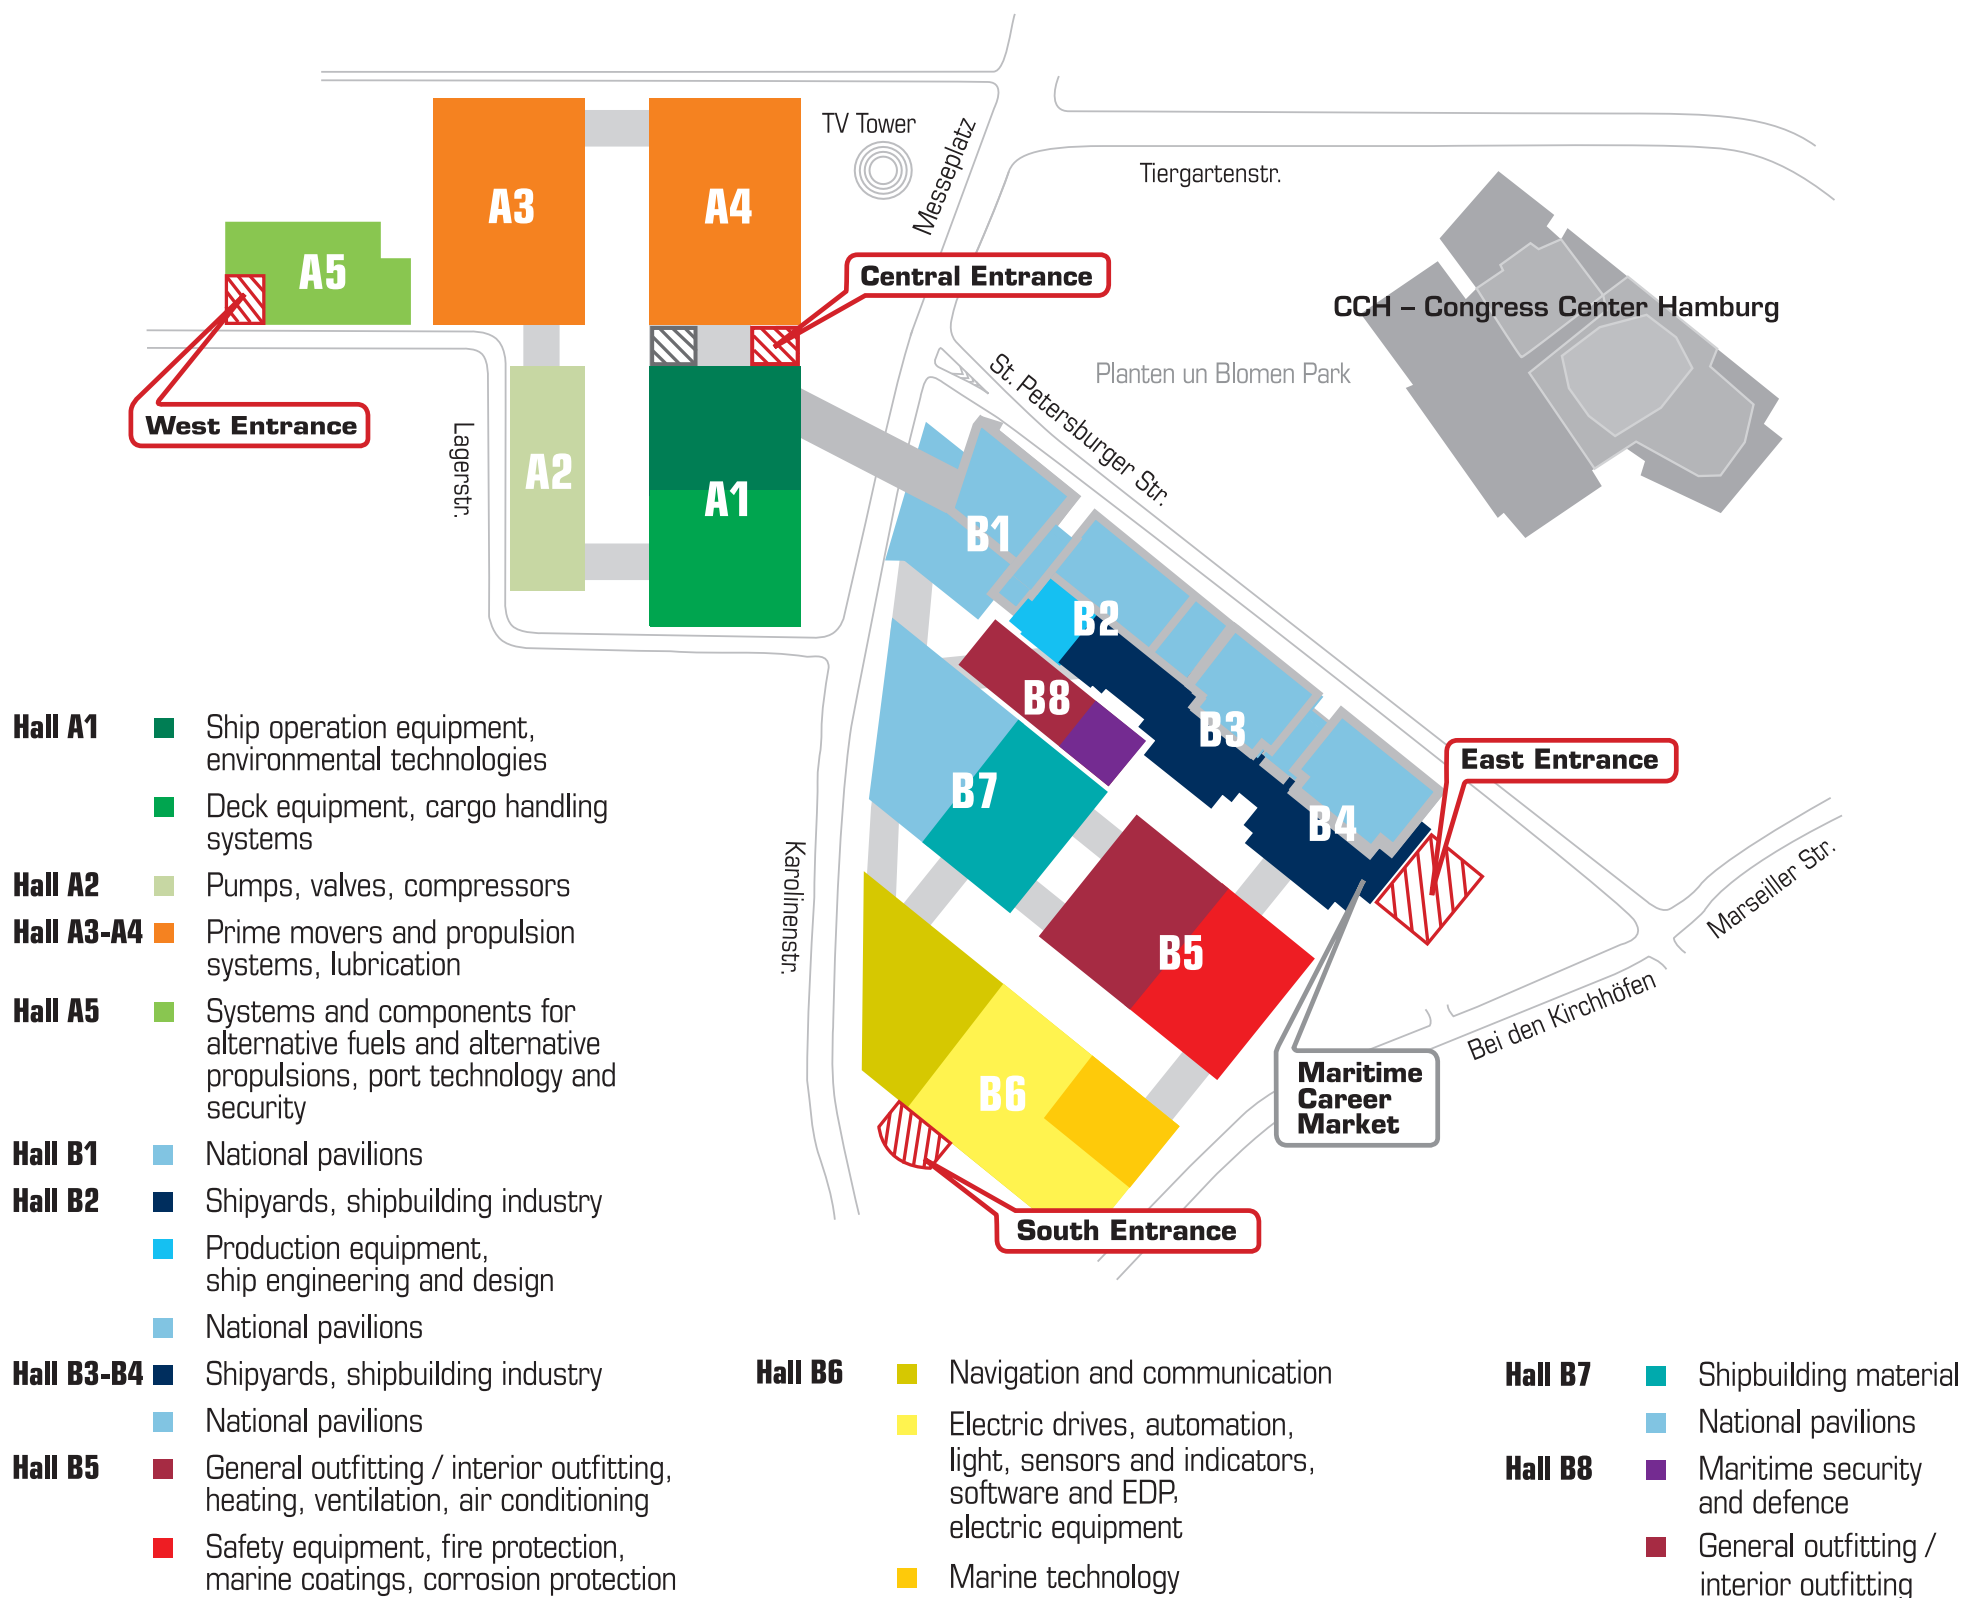 TV Tower
Messeplatz
Tiergartenstr.
A3
A4
A5
Central Entrance
CCH – Congress Center Hamburg
St. Petersburger Str.
Planten un Blomen Park
West Entrance
Lagerstr.
A2
A1
B1
B2
B8
B3
B7
B4
East Entrance
Karolinenstr.
Marseiller Str.
B5
Bei den Kirchhöfen
B6
Maritime
Career
Market
South Entrance
Hall A1
Ship operation equipment,
environmental technologies
Deck equipment, cargo handling
systems
Hall A2
Pumps, valves, compressors
Hall A3-A4
Prime movers and propulsion
systems, lubrication
Hall A5
Systems and components for
alternative fuels and alternative
propulsions, port technology and
security
Hall B1
National pavilions
Hall B2
Shipyards, shipbuilding industry
Production equipment,
ship engineering and design
National pavilions
Hall B3-B4
Shipyards, shipbuilding industry
National pavilions
Hall B5
General outfitting / interior outfitting,
heating, ventilation, air conditioning
Safety equipment, fire protection,
marine coatings, corrosion protection
Hall B6
Navigation and communication
Electric drives, automation,
light, sensors and indicators,
software and EDP,
electric equipment
Marine technology
Hall B7
Shipbuilding material
National pavilions
Hall B8
Maritime security
and defence
General outfitting /
interior outfitting